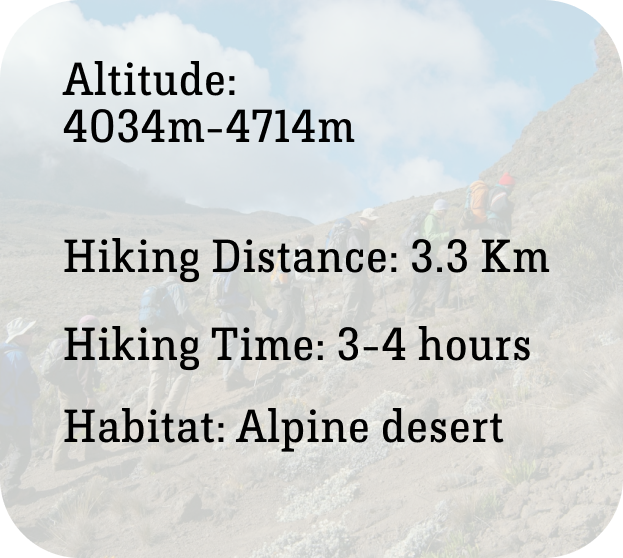 Altitude:
4034m-4714m
Hiking Distance: 3.3 Km
Hiking Time: 3-4 hours
Habitat: Alpine desert